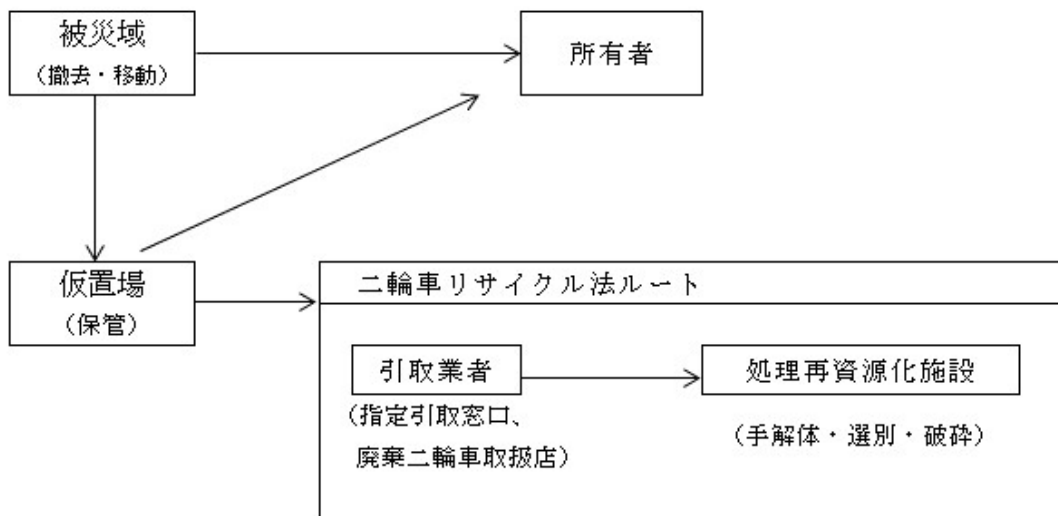 被災域
（撤去・移動）
所有者
仮置場
（保管）
二輪車リサイクル法ルート
引取業者
（指定引取窓口、
廃棄二輪車取扱店）
処理再資源化施設
（手解体・選別・破砕）